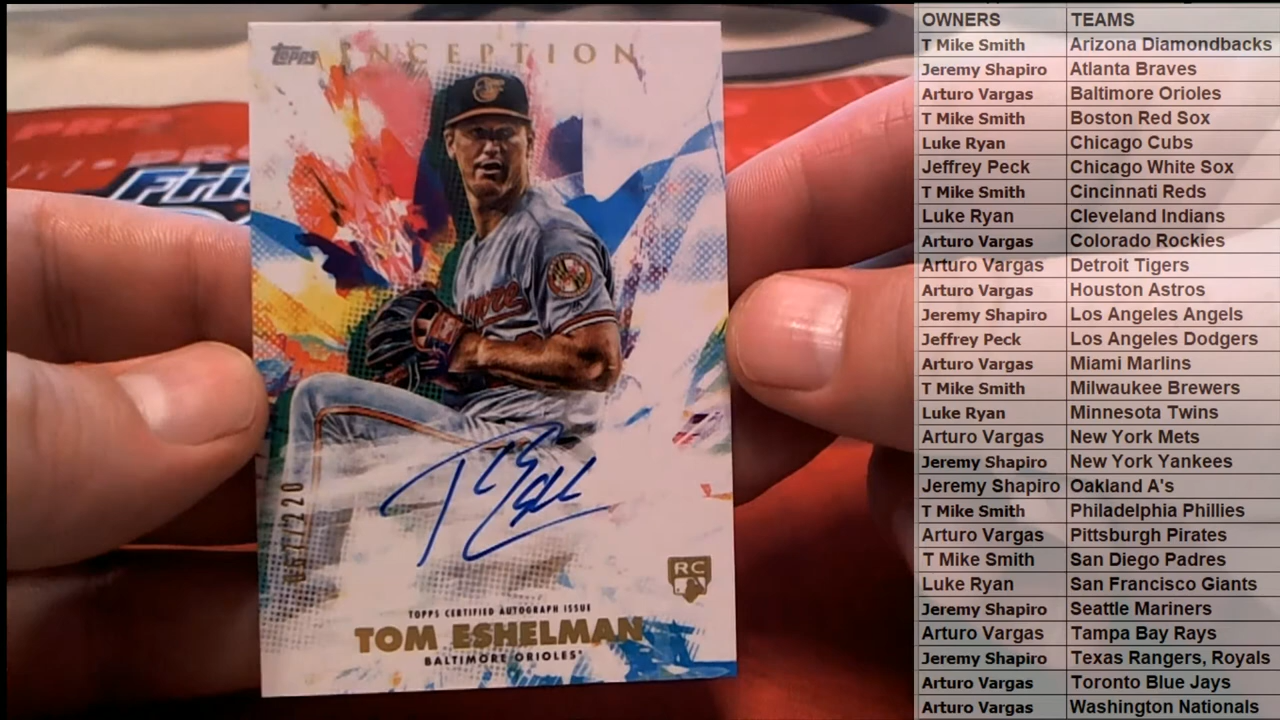 topps INCEPTION
TOPPS CERTIFIED AUTOGRAPH ISSUE
TOM ESHELMAN
BALTIMORE ORIOLES
RC
OWNERS TEAMS
T Mike Smith Arizona Diamondbacks
Jeremy Shapiro Atlanta Braves
Arturo Vargas Baltimore Orioles
T Mike Smith Boston Red Sox
Luke Ryan Chicago Cubs
Jeffrey Peck Chicago White Sox
T Mike Smith Cincinnati Reds
Luke Ryan Cleveland Indians
Arturo Vargas Colorado Rockies
Arturo Vargas Detroit Tigers
Arturo Vargas Houston Astros
Jeremy Shapiro Los Angeles Angels
Jeffrey Peck Los Angeles Dodgers
Arturo Vargas Miami Marlins
T Mike Smith Milwaukee Brewers
Luke Ryan Minnesota Twins
Arturo Vargas New York Mets
Jeremy Shapiro New York Yankees
Jeremy Shapiro Oakland A's
T Mike Smith Philadelphia Phillies
Arturo Vargas Pittsburgh Pirates
T Mike Smith San Diego Padres
Luke Ryan San Francisco Giants
Jeremy Shapiro Seattle Mariners
Arturo Vargas Tampa Bay Rays
Jeremy Shapiro Texas Rangers, Royals
Arturo Vargas Toronto Blue Jays
Arturo Vargas Washington Nationals